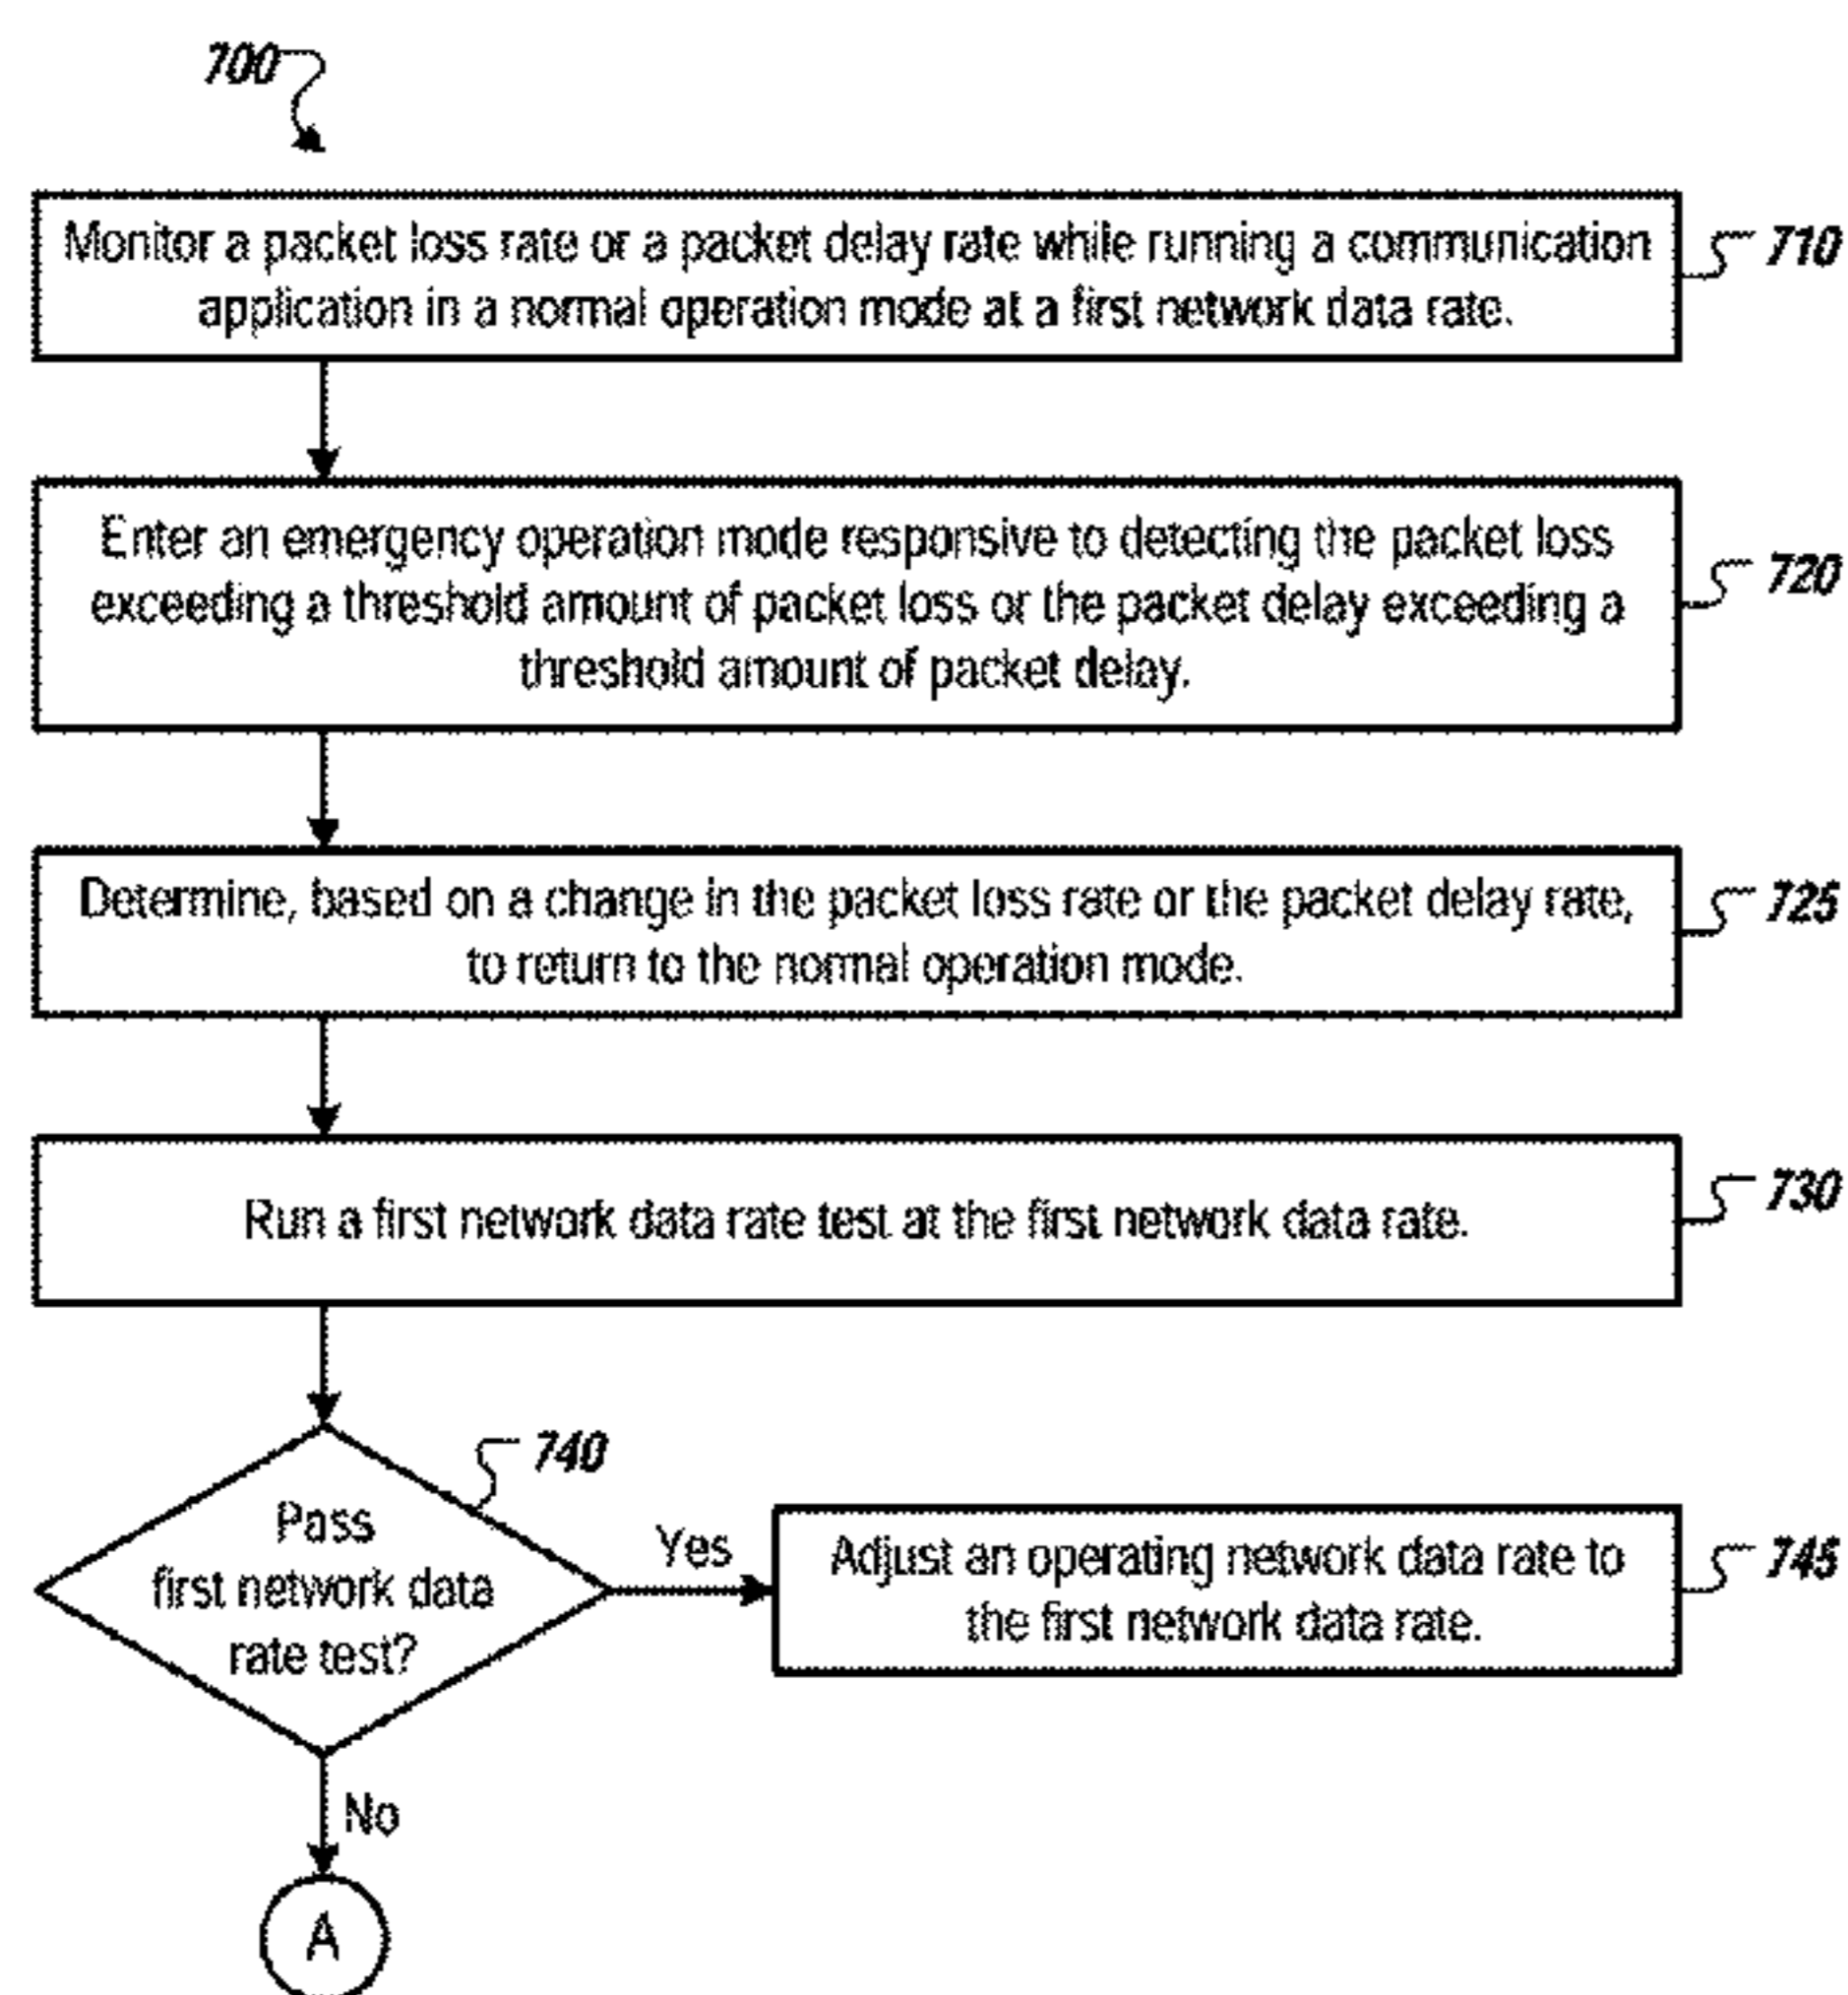 700
Monitor a packet loss rate or a packet delay rate while running a communication
application in a normal operation mode at a first network data rate.
710
Enter an emergency operation mode responsive to detecting the packet loss
exceeding a threshold amount of packet loss or the packet delay exceeding a
threshold amount of packet delay.
720
Determine, based on a change in the packet loss rate or the packet delay rate,
to return to the normal operation mode.
725
Run a first network data rate test at the first network data rate.
730
740
Pass
first network data
rate test?
Yes
Adjust an operating network data rate to
the first network data rate.
745
No
A